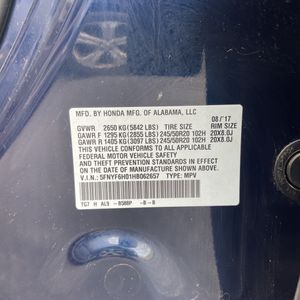 MFD. BY HONDA MFG. OF ALABAMA, LLC 08/'17
GVWR 2650 KG(5842 LBS) TIRE SIZE RIM SIZE
GAWR F 1295 KG(2855 LBS) 245/50R20 102H 20X8.0J
GAWR R 1405 KG(3097 LBS) 245/50R20 102H 20X8.0J
THIS VEHICLE CONFORMS TO ALL APPLICABLE
FEDERAL MOTOR VEHICLE SAFETY
AND THEFT PREVENTION STANDARDS IN EFFECT
ON THE DATE OF MANUFACTURE SHOWN ABOVE.
V.I.N.: 5FNYF6H01HB062657 TYPE: MPV
TG7 H AL9 -B588P -B-B